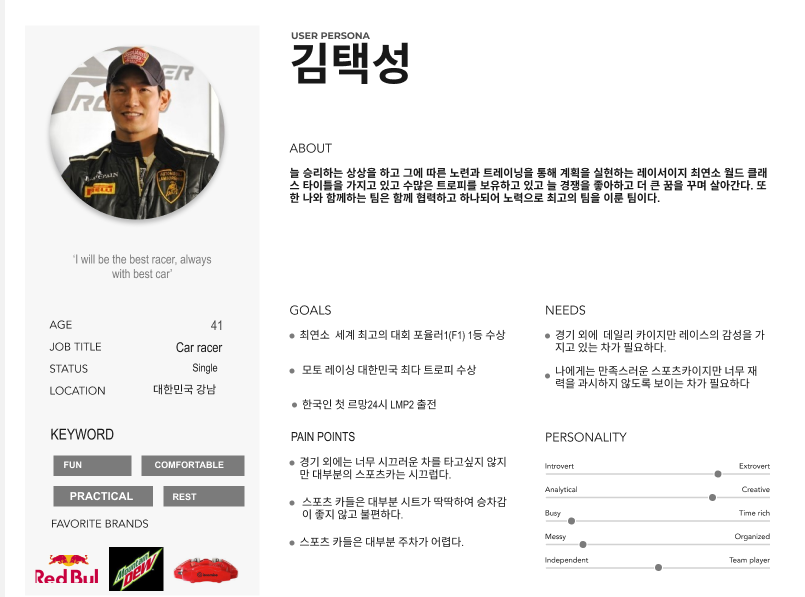 USER PERSONA
김택성
ABOUT
늘 승리하는 상상을 하고 그에 따른 노련과 트레이닝을 통해 계획을 실현하는 레이서이지 최연소 월드 클래
스 타이틀을 가지고 있고 수많은 트로피를 보유하고 있고 늘 경쟁을 좋아하고 더 큰 꿈을 꾸며 살아간다. 또
한 나와 함께하는 팀은 함께 협력하고 하나되어 노력으로 최고의 팀을 이룬 팀이다.
‘I will be the best racer, always
with best car’
AGE 41
JOB TITLE Car racer
STATUS Single
LOCATION 대한민국 강남
KEYWORD
FUN COMFORTABLE
PRACTICAL REST
FAVORITE BRANDS
Red Bul
Mountain
DEW
PIRELLI
GOALS
최연소 세계 최고의 대회 포율러1(F1) 1등 수상
모토 레이싱 대한민국 최다 트로피 수상
한국인 첫 르망24시 LMP2 출전
PAIN POINTS
경기 외에는 너무 시끄러운 차를 타고싶지 않지
만 대부분의 스포츠카는 시끄럽다.
스포츠 카들은 대부분 시트가 딱딱하여 승차감
이 좋지 않고 불편하다.
스포츠 카들은 대부분 주차가 어렵다.
NEEDS
경기 외에 데일리 카이지만 레이스의 감성을 가
지고 있는 차가 필요하다.
나에게는 만족스러운 스포츠카이지만 너무 재
력을 과시하지 않도록 보이는 차가 필요하다
PERSONALITY
Introvert Extrovert
Analytical Creative
Busy Time rich
Messy Organized
Independent Team player